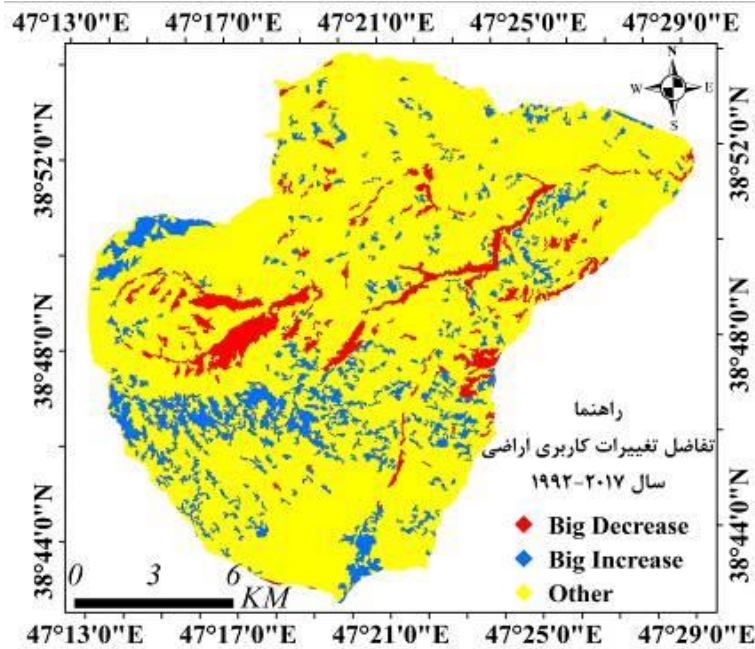 47°13'0"E 47°17'0"E 47°21'0"E 47°25'0"E 47°29'0"E
N
W E
S
38°52'0"N 38°52'0"N
38°48'0"N 38°48'0"N
راهنما
تفاضل تغییرات کاربری اراضی
سال ۲۰۱۷-۱۹۹۲
Big Decrease
Big Increase
Other
38°44'0"N 38°44'0"N
0 3 6
KM
47°13'0"E 47°17'0"E 47°21'0"E 47°25'0"E 47°29'0"E